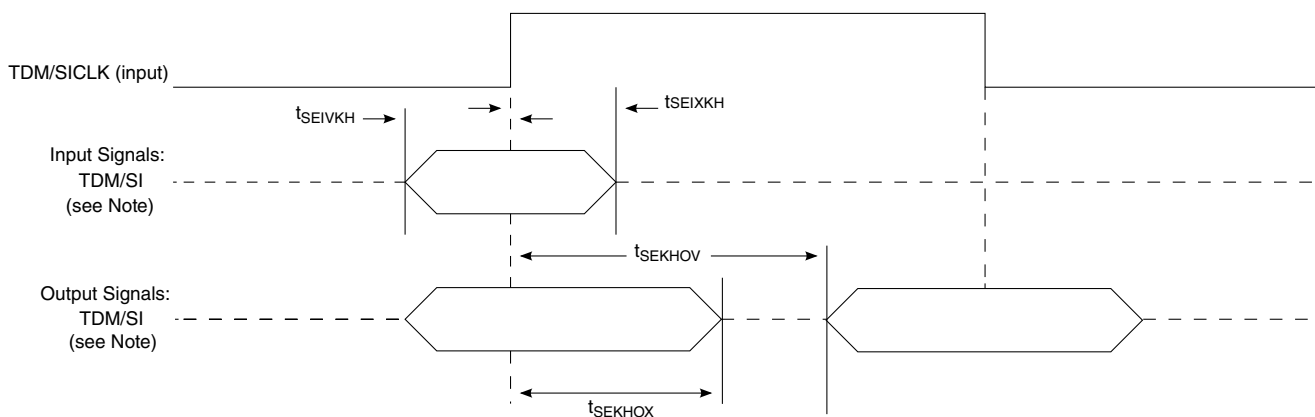 TDM/SICLK (input)
tSEIVKH
tSEIXKH
Input Signals:
TDM/SI
(see Note)
tSEKHOV
Output Signals:
TDM/SI
(see Note)
tSEKHOX